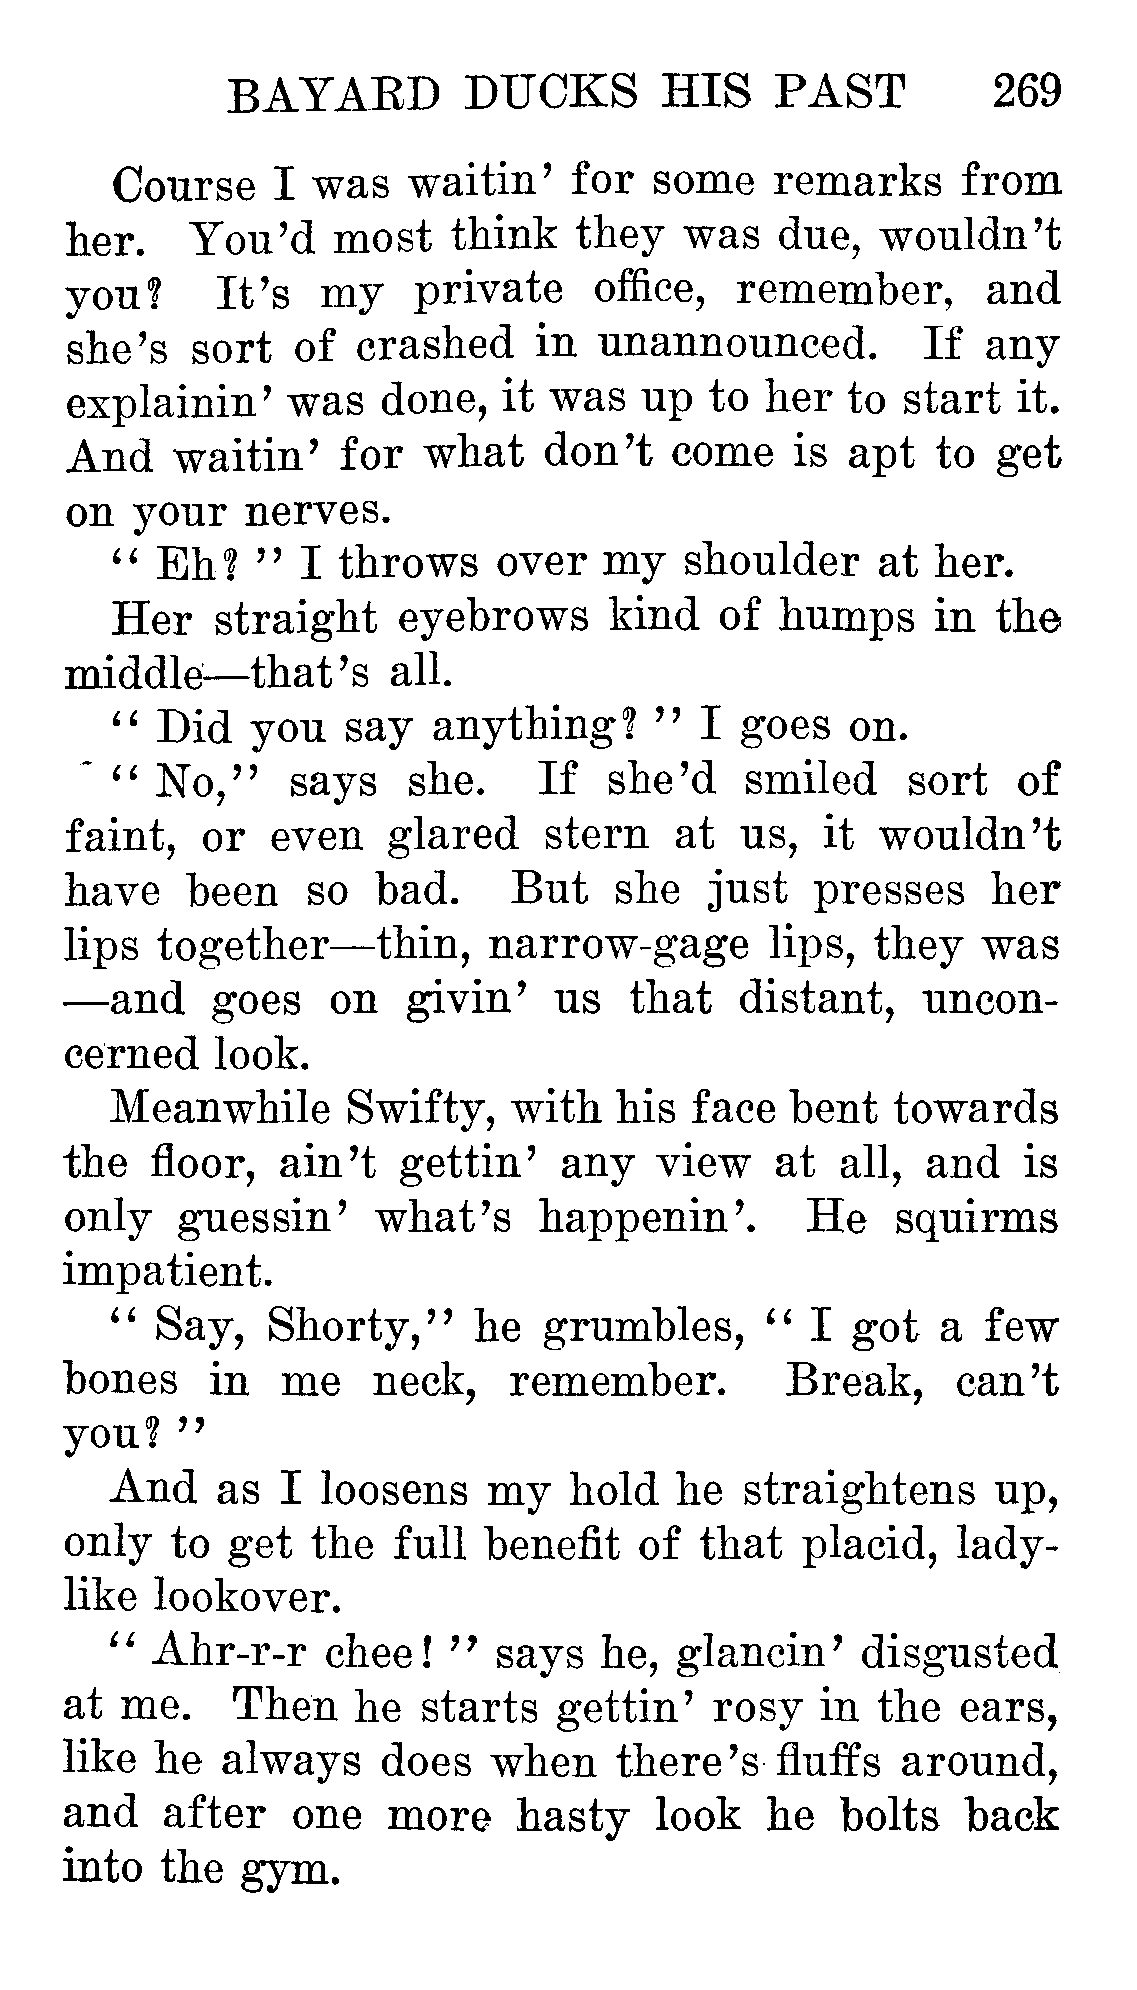 BAYARD DUCKS HIS PAST 269
Course I was waitin' for some remarks from
her. You'd most think they was due, wouldn't
you? It's my private office, remember, and
she's sort of crashed in unannounced. If any
explainin' was done, it was up to her to start it.
And waitin' for what don't come is apt to get
on your nerves.
"Eh?" I throws over my shoulder at her.
Her straight eyebrows kind of humps in the
middle—that's all.
"Did you say anything?" I goes on.
"No," says she. If she'd smiled sort of
faint, or even glared stern at us, it wouldn't
have been so bad. But she just presses her
lips together—thin, narrow-gage lips, they was
—and goes on givin' us that distant, uncon-
cerned look.
Meanwhile Swifty, with his face bent towards
the floor, ain't gettin' any view at all, and is
only guessin' what's happenin'. He squirms
impatient.
"Say, Shorty," he grumbles, "I got a few
bones in me neck, remember. Break, can't
you?"
And as I loosens my hold he straightens up,
only to get the full benefit of that placid, lady-
like lookover.
"Ahr-r-r chee!" says he, glancin' disgusted
at me. Then he starts gettin' rosy in the ears,
like he always does when there's fluffs around,
and after one more hasty look he bolts back
into the gym.